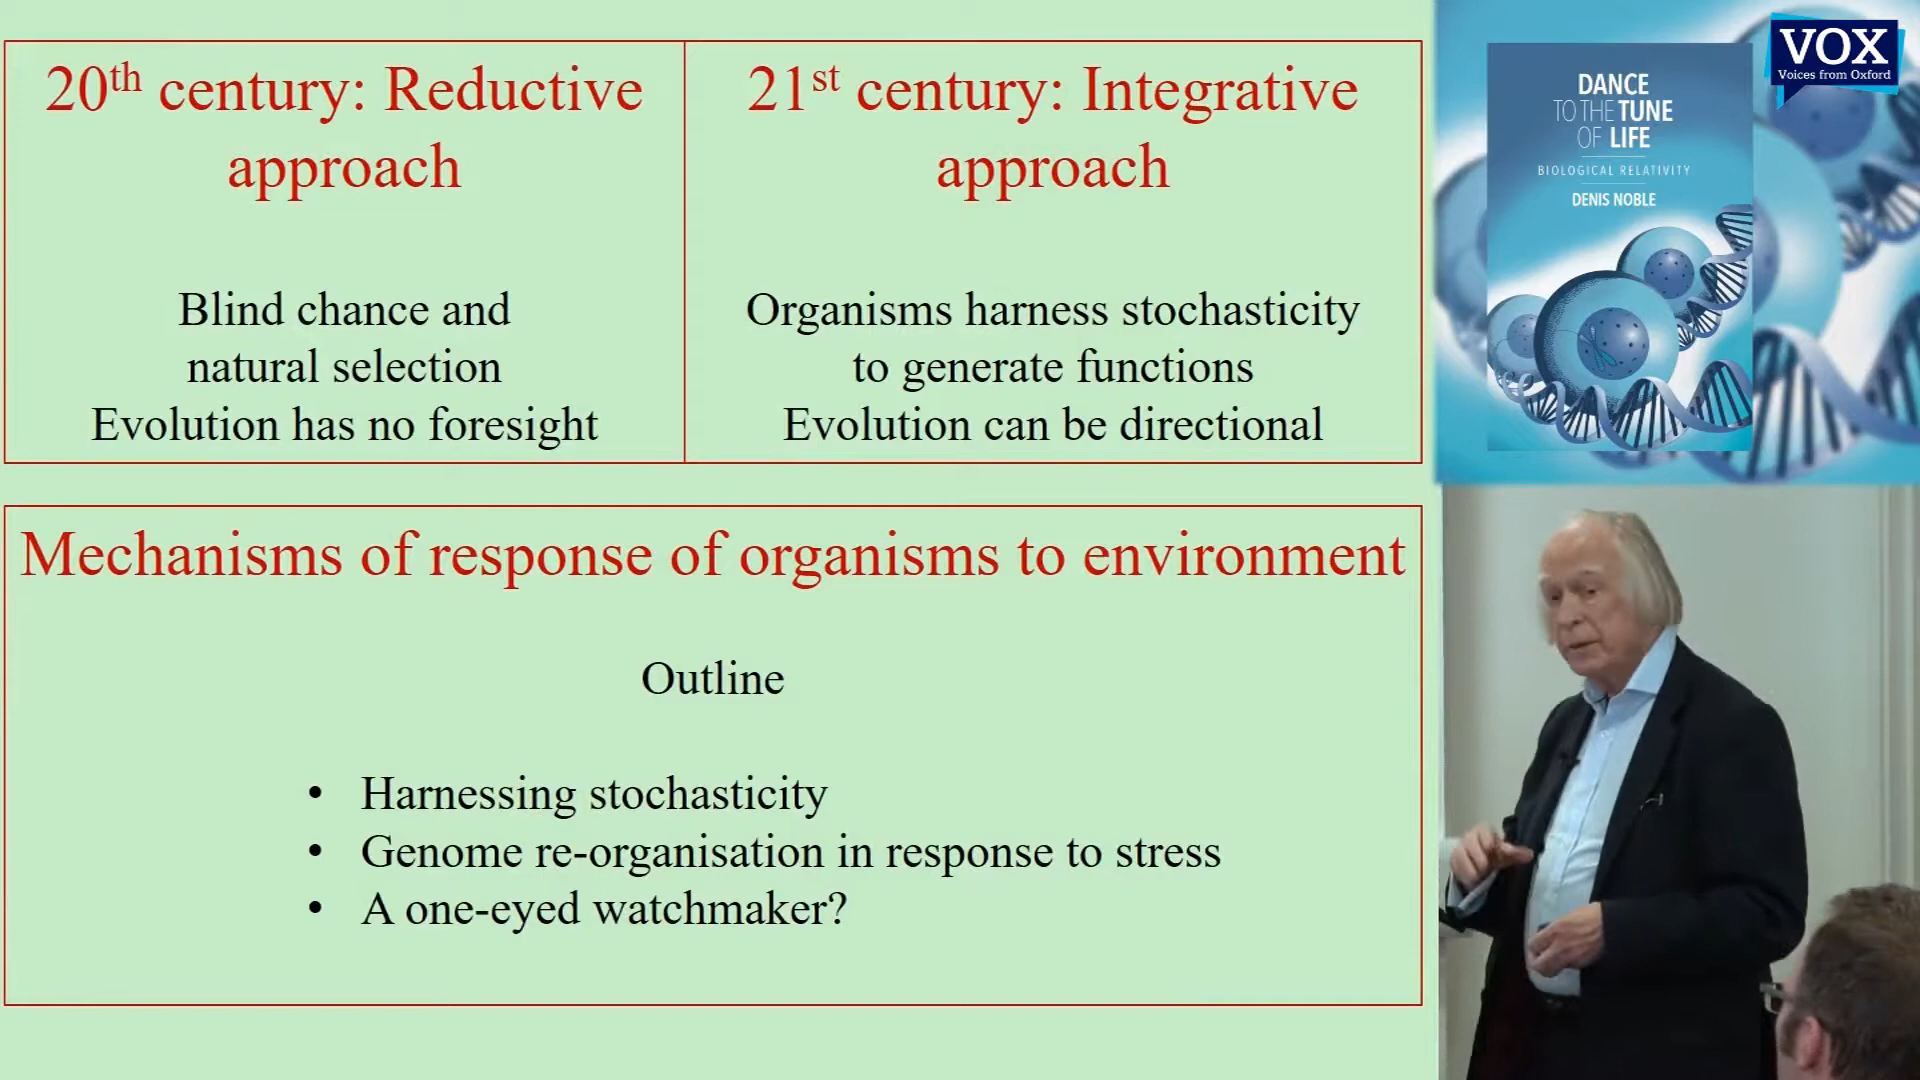 20th century: Reductive
approach
Blind chance and
natural selection
Evolution has no foresight
21st century: Integrative
approach
Organisms harness stochasticity
to generate functions
Evolution can be directional
Mechanisms of response of organisms to environment
Outline
• Harnessing stochasticity
• Genome re-organisation in response to stress
• A one-eyed watchmaker?
DANCE
TO THE TUNE
OF LIFE
BIOLOGICAL RELATIVITY
DENIS NOBLE
VOX
Voices from Oxford